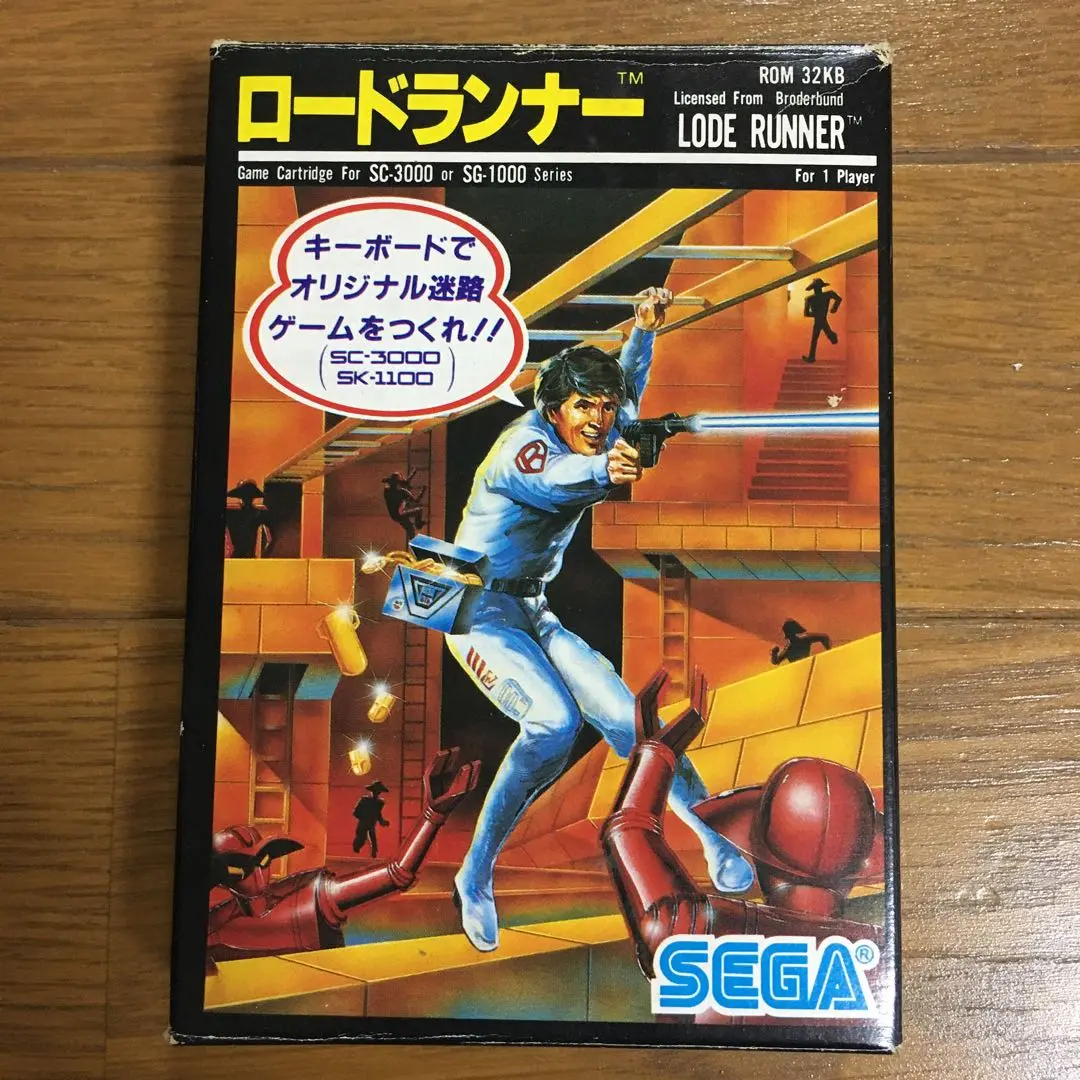 ロードランナー™
ROM 32KB
Licensed From Broderbund
LODE RUNNER™
Game Cartridge For SC-3000 or SG-1000 Series
For 1 Player
キーボードで
オリジナル迷路
ゲームをつくれ!!
(SC-3000
SK-1100)
SEGA®